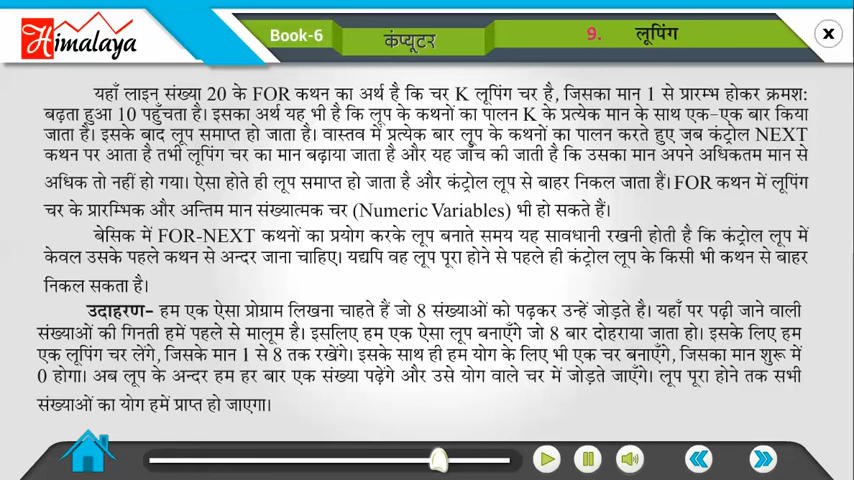 Himalaya
Book-6
कंप्यूटर
9. लूपिंग
X
यहाँ लाइन संख्या 20 के FOR कथन का अर्थ है कि चर K लूपिंग चर है, जिसका मान 1 से प्रारम्भ होकर क्रमश:
बढ़ता हुआ 10 पहुँचता है। इसका अर्थ यह भी है कि लूप के कथनों का पालन K के प्रत्येक मान के साथ एक-एक बार किया
जाता है। इसके बाद लूप समाप्त हो जाता है। वास्तव में प्रत्येक बार लूप के कथनों का पालन करते हुए जब कंट्रोल NEXT
कथन पर आता है तभी लूपिंग चर का मान बढ़ाया जाता है और यह जाँच की जाती है कि उसका मान अपने अधिकतम मान से
अधिक तो नहीं हो गया। ऐसा होते ही लूप समाप्त हो जाता है और कंट्रोल लूप से बाहर निकल जाता हैं। FOR कथन में लूपिंग
चर के प्रारम्भिक और अन्तिम मान संख्यात्मक चर (Numeric Variables) भी हो सकते हैं।
बेसिक में FOR-NEXT कथनों का प्रयोग करके लूप बनाते समय यह सावधानी रखनी होती है कि कंट्रोल लूप में
केवल उसके पहले कथन से अन्दर जाना चाहिए। यद्यपि वह लूप पूरा होने से पहले ही कंट्रोल लूप के किसी भी कथन से बाहर
निकल सकता है।
उदाहरण- हम एक ऐसा प्रोग्राम लिखना चाहते हैं जो 8 संख्याओं को पढ़कर उन्हें जोड़ते है। यहाँ पर पढ़ी जाने वाली
संख्याओं की गिनती हमें पहले से मालूम है। इसलिए हम एक ऐसा लूप बनाएँगे जो 8 बार दोहराया जाता हो। इसके लिए हम
एक लूपिंग चर लेंगे, जिसके मान 1 से 8 तक रखेंगे। इसके साथ ही हम योग के लिए भी एक चर बनाएँगे, जिसका मान शुरू में
0 होगा। अब लूप के अन्दर हम हर बार एक संख्या पढ़ेंगे और उसे योग वाले चर में जोड़ते जाएँगे। लूप पूरा होने तक सभी
संख्याओं का योग हमें प्राप्त हो जाएगा।